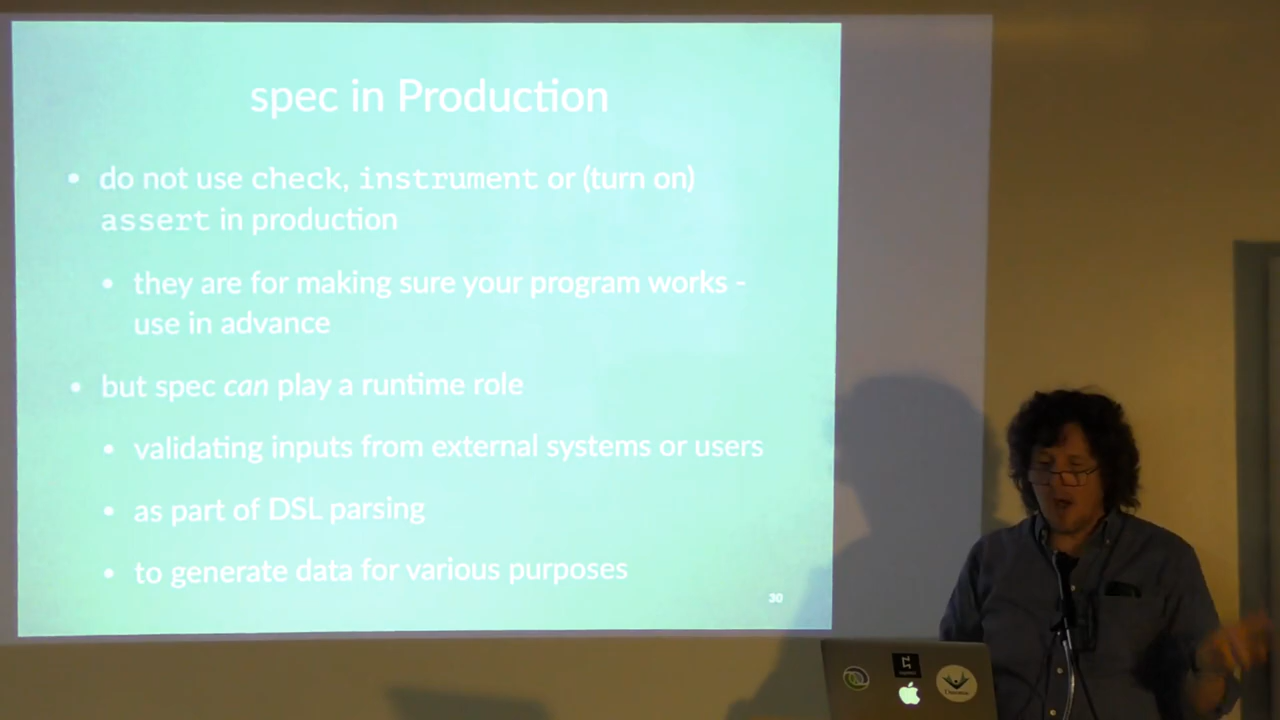 spec in Production
• do not use check, instrument or (turn on)
assert in production
• they are for making sure your program works -
use in advance
• but spec can play a runtime role
• validating inputs from external systems or users
• as part of DSL parsing
• to generate data for various purposes
30